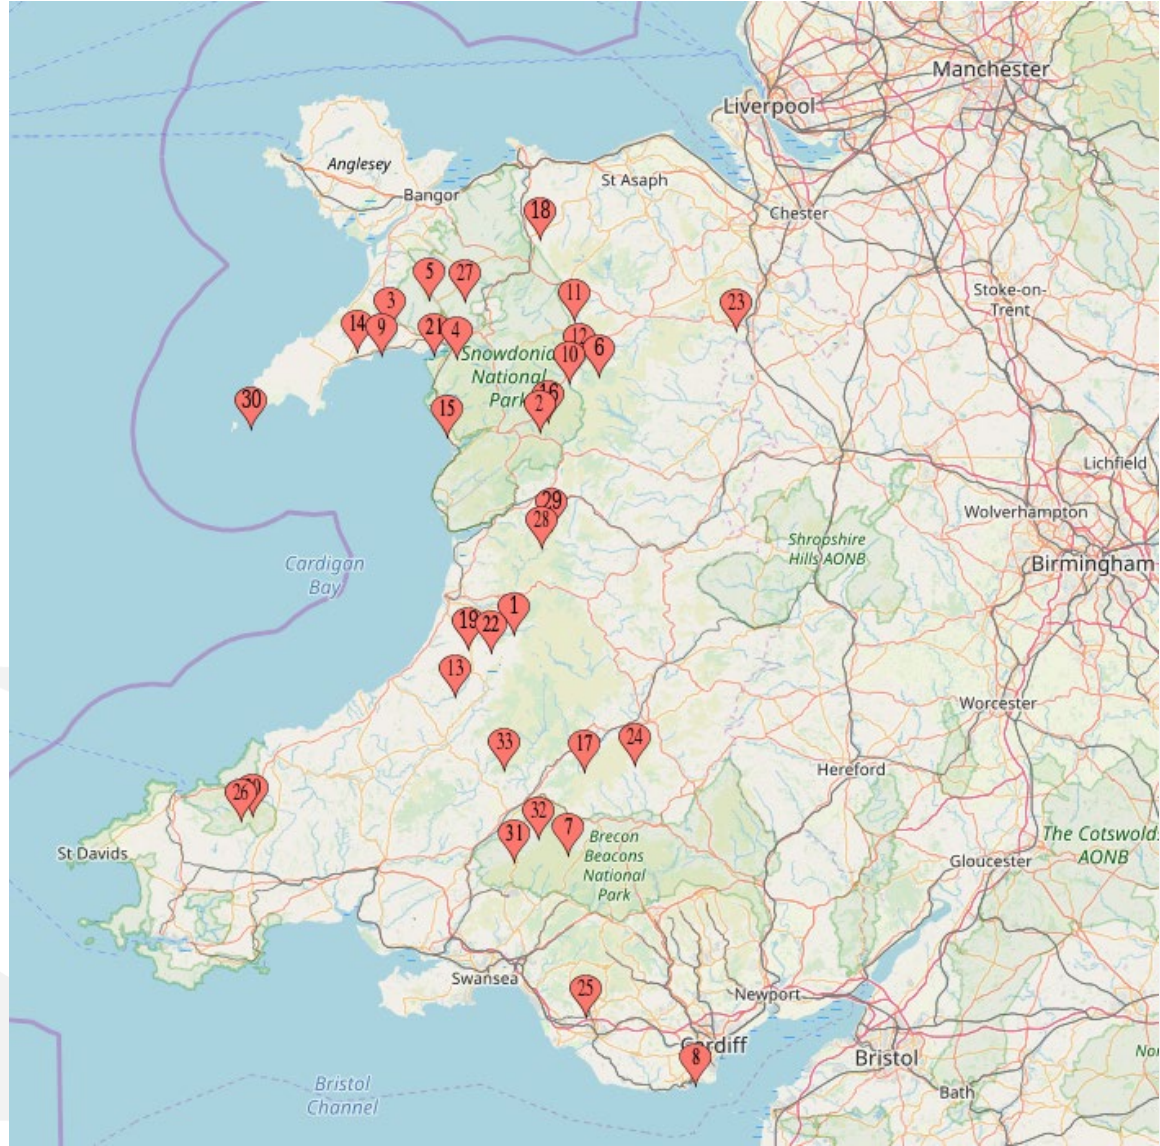 Manchester
Liverpool
Anglesey
St Asaph
Bangor
Chester
18
5
27
11
3
Stoke-on-
Trent
23
14
9
21
4
12
10
6
Snowdonia
National
Park
30
15
16
2
Lichfield
29
28
Wolverhampton
Shropshire
Hills AONB
Birmingham
Cardigan
Bay
1
19
22
13
Worcester
33
17
24
Hereford
26
32
31
7
Brecon
Beacons
National
Park
The Cotswolds
AONB
St Davids
Gloucester
Swansea
25
Newport
Cardiff
8
Bristol
Bristol
Channel
Bath